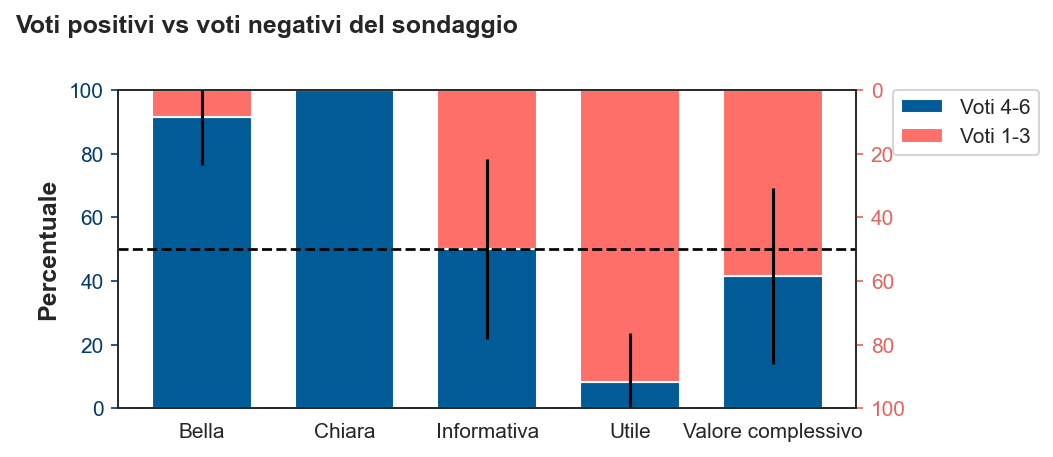 Voti positivi vs voti negativi del sondaggio
Percentuale
100
80
60
40
20
0
0
20
40
60
80
100
Voti 4-6
Voti 1-3
Bella
Chiara
Informativa
Utile
Valore complessivo